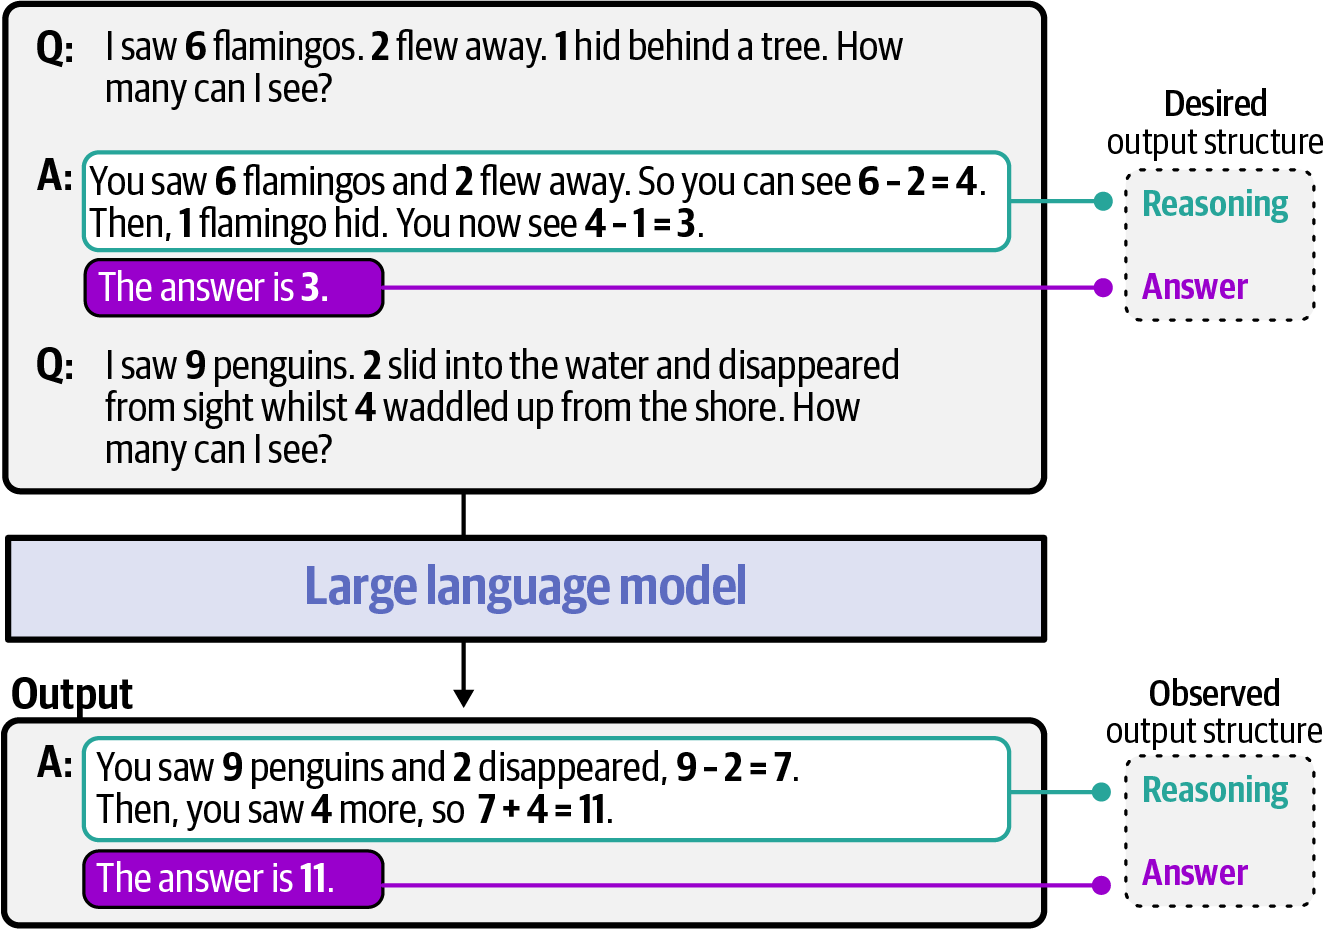 Q: I saw 6 flamingos. 2 flew away. 1 hid behind a tree. How
many can I see?
Desired
output structure
A: You saw 6 flamingos and 2 flew away. So you can see 6 – 2 = 4.
Then, 1 flamingo hid. You now see 4 – 1 = 3.
Reasoning
The answer is 3.
Answer
Q: I saw 9 penguins. 2 slid into the water and disappeared
from sight whilst 4 waddled up from the shore. How
many can I see?
Large language model
Output
Observed
output structure
A: You saw 9 penguins and 2 disappeared, 9 – 2 = 7.
Then, you saw 4 more, so 7 + 4 = 11.
Reasoning
The answer is 11.
Answer